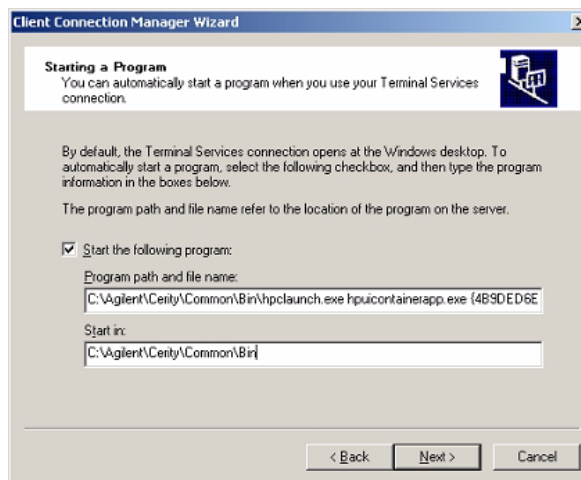 Client Connection Manager Wizard
Starting a Program
You can automatically start a program when you use your Terminal Services
connection.
By default, the Terminal Services connection opens at the Windows desktop. To
automatically start a program, select the following checkbox, and then type the program
information in the boxes below.
The program path and file name refer to the location of the program on the server.
Start the following program:
Program path and file name:
C:\Agilent\Cerity\Common\Bin\hpclaunch.exe hpuicontainerapp.exe {4B9DED6E
Start in:
C:\Agilent\Cerity\Common\Bin
< Back
Next >
Cancel